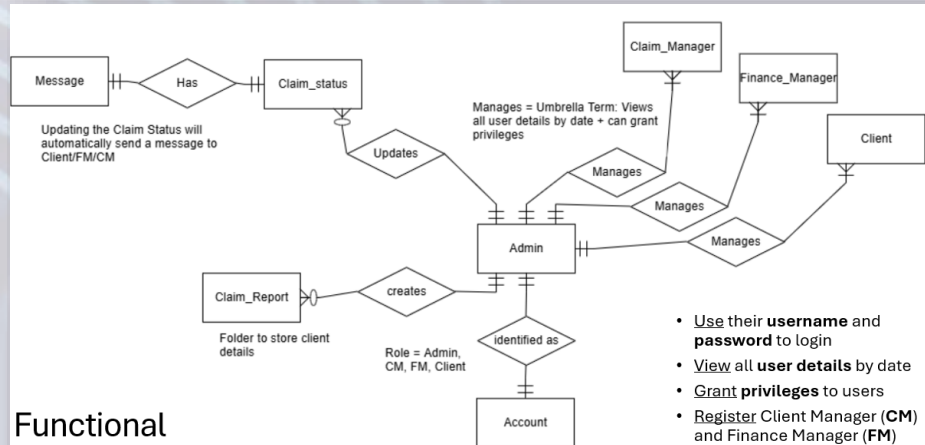 Claim_Manager
Finance_Manager
Message
Has
Claim_status
Manages = Umbrella Term: Views
all user details by date + can grant
privileges
Client
Updating the Claim Status will
automatically send a message to
Client/FM/CM
Updates
Manages
Manages
Manages
Admin
Claim_Report
creates
Folder to store client
details
identified as
Role = Admin,
CM, FM, Client
Account
• Use their username and
password to login
• View all user details by date
• Grant privileges to users
• Register Client Manager (CM)
and Finance Manager (FM)
Functional